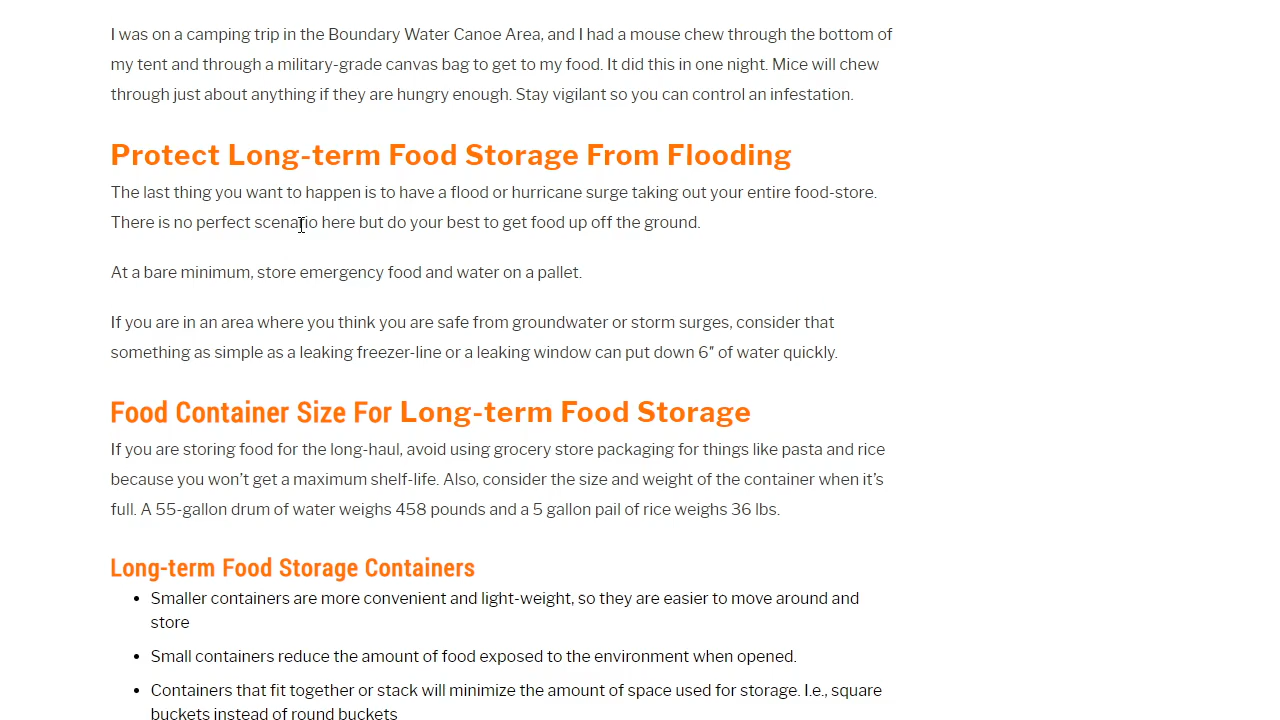 I was on a camping trip in the Boundary Water Canoe Area, and I had a mouse chew through the bottom of
my tent and through a military-grade canvas bag to get to my food. It did this in one night. Mice will chew
through just about anything if they are hungry enough. Stay vigilant so you can control an infestation.
Protect Long-term Food Storage From Flooding
The last thing you want to happen is to have a flood or hurricane surge taking out your entire food-store.
There is no perfect scenario here but do your best to get food up off the ground.
At a bare minimum, store emergency food and water on a pallet.
If you are in an area where you think you are safe from groundwater or storm surges, consider that
something as simple as a leaking freezer-line or a leaking window can put down 6″ of water quickly.
Food Container Size For Long-term Food Storage
If you are storing food for the long-haul, avoid using grocery store packaging for things like pasta and rice
because you won’t get a maximum shelf-life. Also, consider the size and weight of the container when it’s
full. A 55-gallon drum of water weighs 458 pounds and a 5 gallon pail of rice weighs 36 lbs.
Long-term Food Storage Containers
• Smaller containers are more convenient and light-weight, so they are easier to move around and
store
• Small containers reduce the amount of food exposed to the environment when opened.
• Containers that fit together or stack will minimize the amount of space used for storage. I.e., square
buckets instead of round buckets